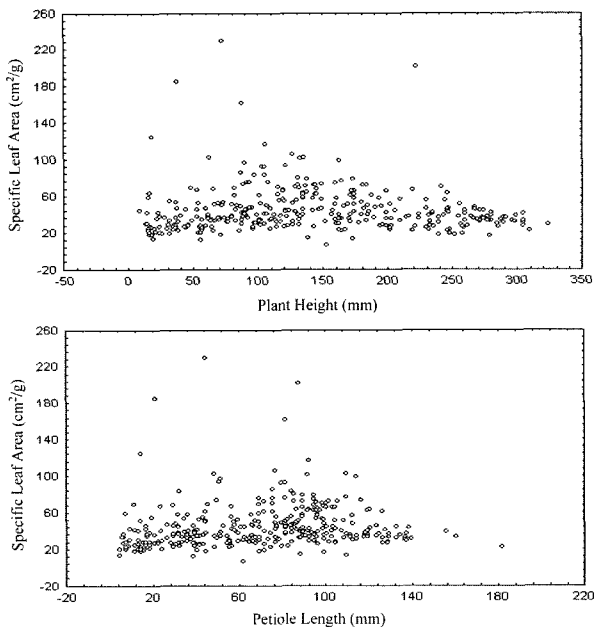 260
220
180
140
100
60
20
-20
Specific Leaf Area (cm²/g)
-50 0 50 100 150 200 250 300 350
Plant Height (mm)
260
220
180
140
100
60
20
-20
Specific Leaf Area (cm²/g)
-20 20 60 100 140 180 220
Petiole Length (mm)